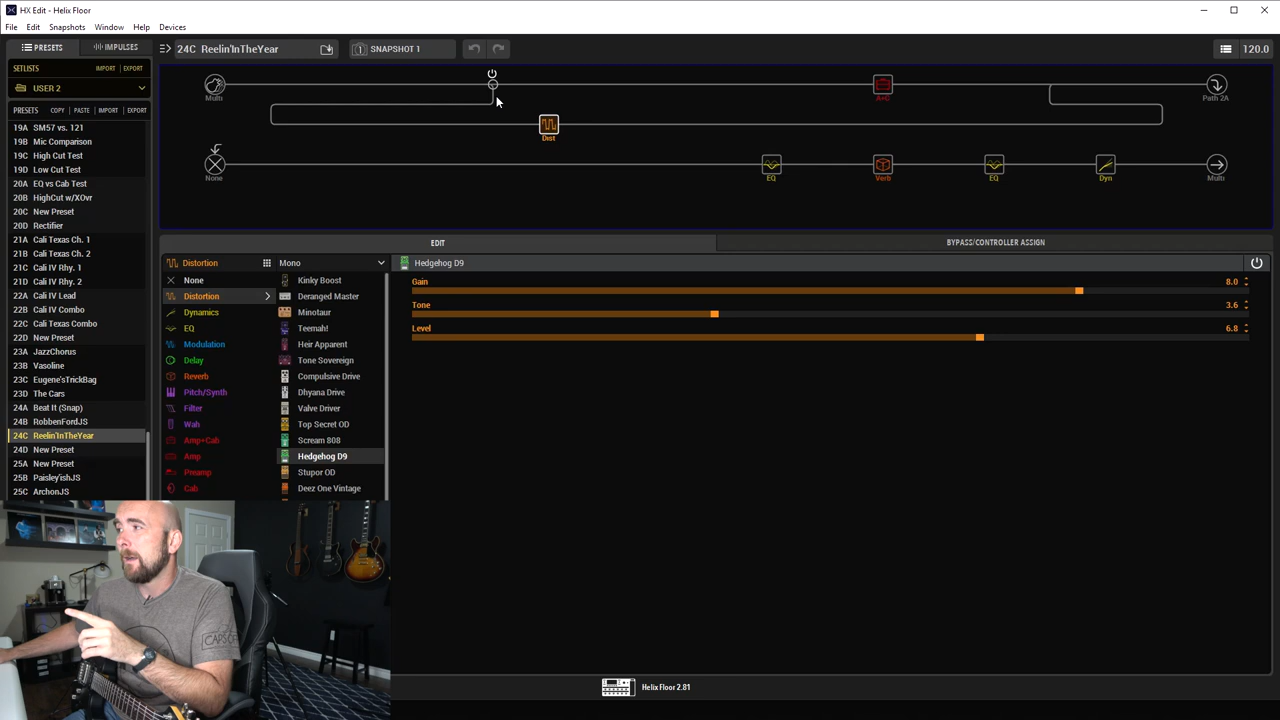 HX Edit - Helix Floor
File Edit Snapshots Window Help Devices
PRESETS IMPULSES
24C Reelin'InTheYear
1 SNAPSHOT 1
120.0
SETLISTS IMPORT EXPORT
USER 2
PRESETS COPY PASTE IMPORT EXPORT
19A SM57 vs. 121
19B Mic Comparison
19C High Cut Test
19D Low Cut Test
20A EQ vs Cab Test
20B HighCut w/XOvr
20C New Preset
20D Rectifier
21A Cali Texas Ch. 1
21B Cali Texas Ch. 2
21C Cali IV Rhy. 1
21D Cali IV Rhy. 2
22A Cali IV Lead
22B Cali IV Combo
22C Cali Texas Combo
22D New Preset
23A JazzChorus
23B Vasoline
23C Eugene'sTrickBag
23D The Cars
24A Beat It (Snap)
24B RobbenFordJS
24C Reelin'InTheYear
24D New Preset
25A New Preset
25B Paisley'ishJS
25C ArchonJS
Multi
A+C
Path 2A
Dist
None
EQ
Verb
EQ
Dyn
Multi
EDIT
BYPASS/CONTROLLER ASSIGN
Distortion
Mono
None
Distortion
Dynamics
EQ
Modulation
Delay
Reverb
Pitch/Synth
Filter
Wah
Amp+Cab
Amp
Preamp
Cab
Kinky Boost
Deranged Master
Minotaur
Teemah!
Heir Apparent
Tone Sovereign
Compulsive Drive
Dhyana Drive
Valve Driver
Top Secret OD
Scream 808
Hedgehog D9
Stupor OD
Deez One Vintage
Hedgehog D9
Gain 8.0
Tone 3.6
Level 6.8
Helix Floor 2.81